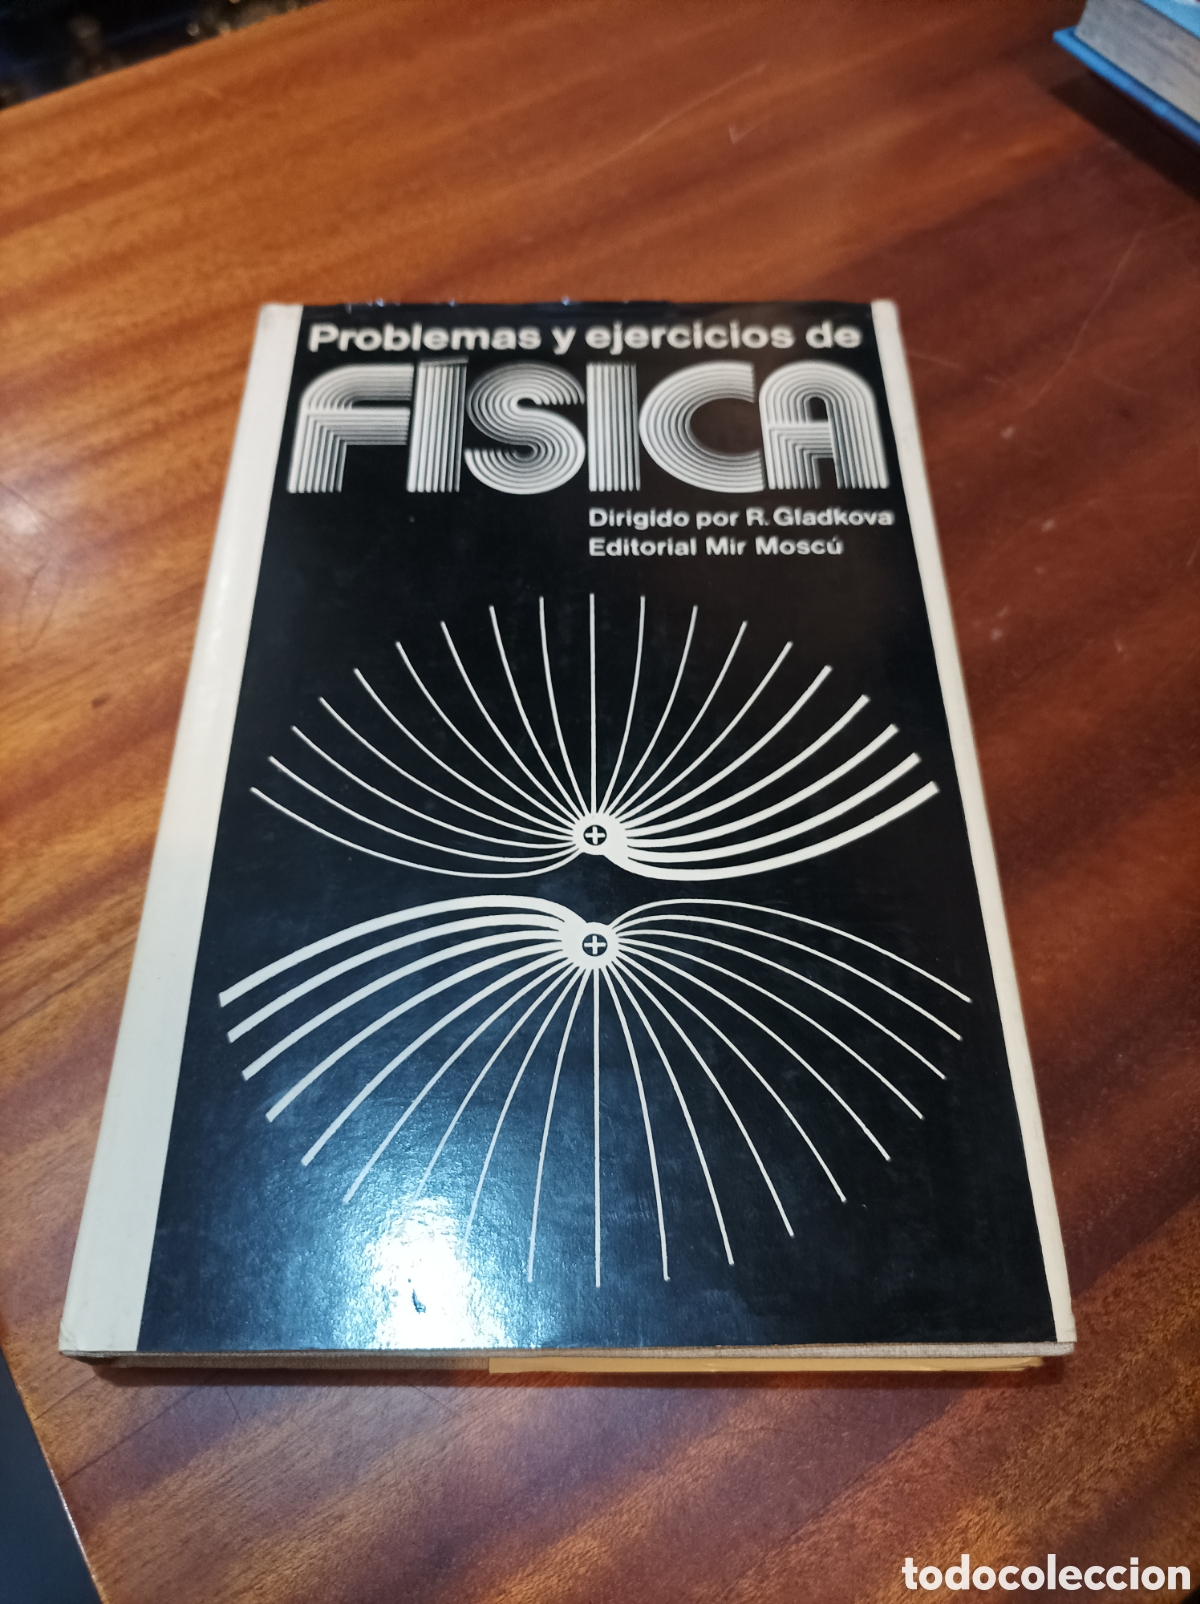 Problemas y ejercicios de
FÍSICA
Dirigido por R. Gladkova
Editorial Mir Moscú
+
+
todocoleccion